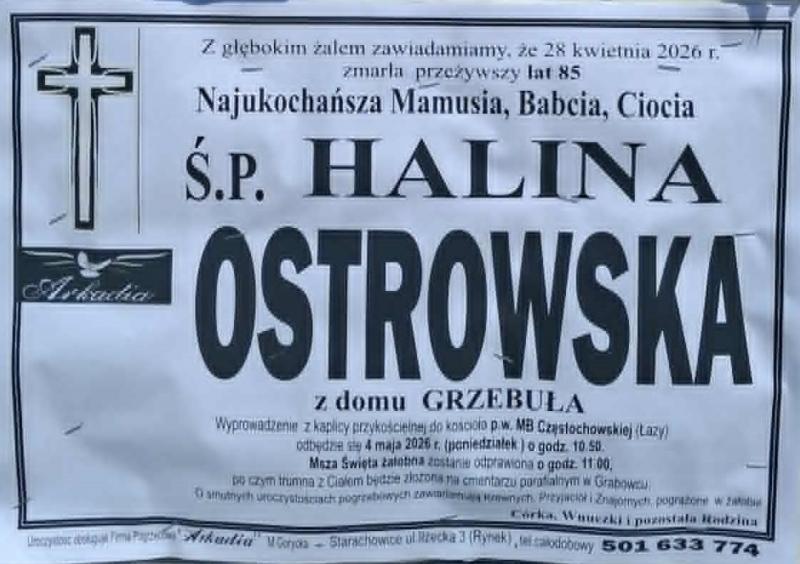 Z głębokim żalem zawiadamiamy, że 28 kwietnia 2026 r.
zmarła przeżywszy lat 85
Najukochańsza Mamusia, Babcia, Ciocia
Ś.P. HALINA
OSTROWSKA
Arkadia
z domu GRZEBUŁA
Wyprowadzenie z kaplicy przykościelnej do kościoła p.w. MB Częstochowskiej (Łazy)
odbędzie się 4 maja 2026 r. (poniedziałek) o godz. 10.50.
Msza Święta żałobna zostanie odprawiona o godz. 11:00,
po czym trumna z Ciałem będzie złożona na cmentarzu parafialnym w Grabowcu.
O smutnych uroczystościach pogrzebowych zawiadamiają Krewnych, Przyjaciół i Znajomych, pogrążone w żałobie
Córka, Wnuczki i pozostała Rodzina
Uroczystość obsługuje Firma Pogrzebowa "Arkadia" M.Gorycka – Starachowice ul.Iłżecka 3 (Rynek), tel.całodobowy 501 633 774